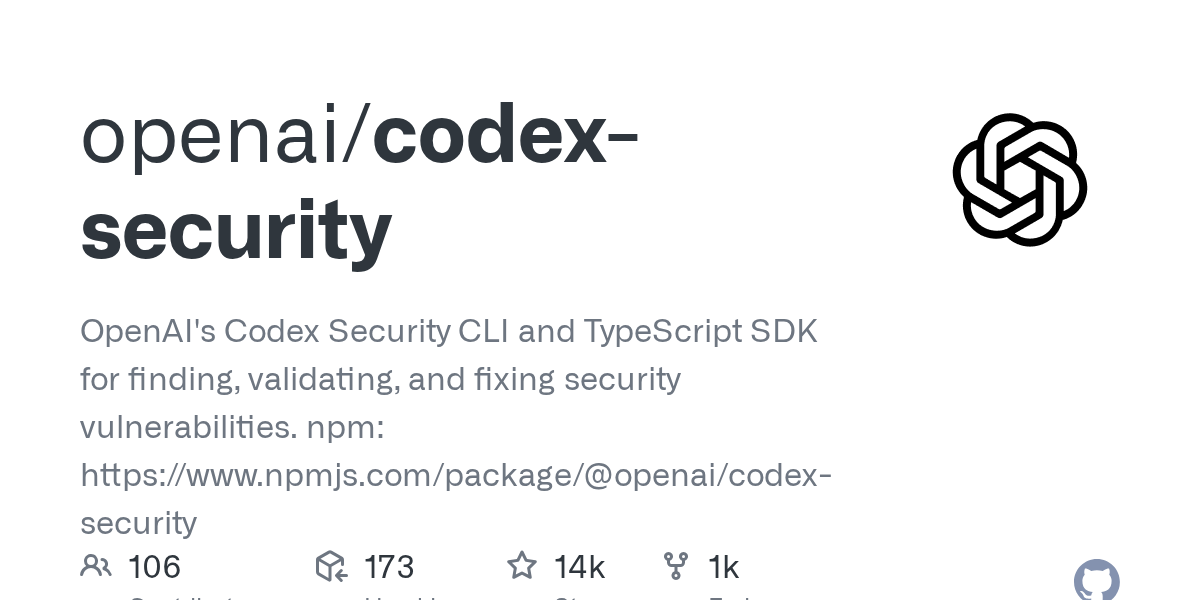 openai/codex-
security
OpenAI's Codex Security CLI and TypeScript SDK
for finding, validating, and fixing security
vulnerabilities. npm:
https://www.npmjs.com/package/@openai/codex-
security
106 173 14k 1k